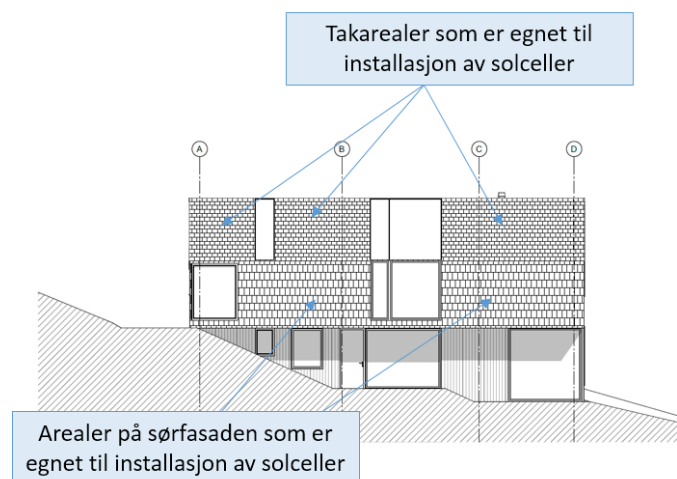 Takarealer som er egnet til
installasjon av solceller
A
B
C
D
Arealer på sørfasaden som er
egnet til installasjon av solceller